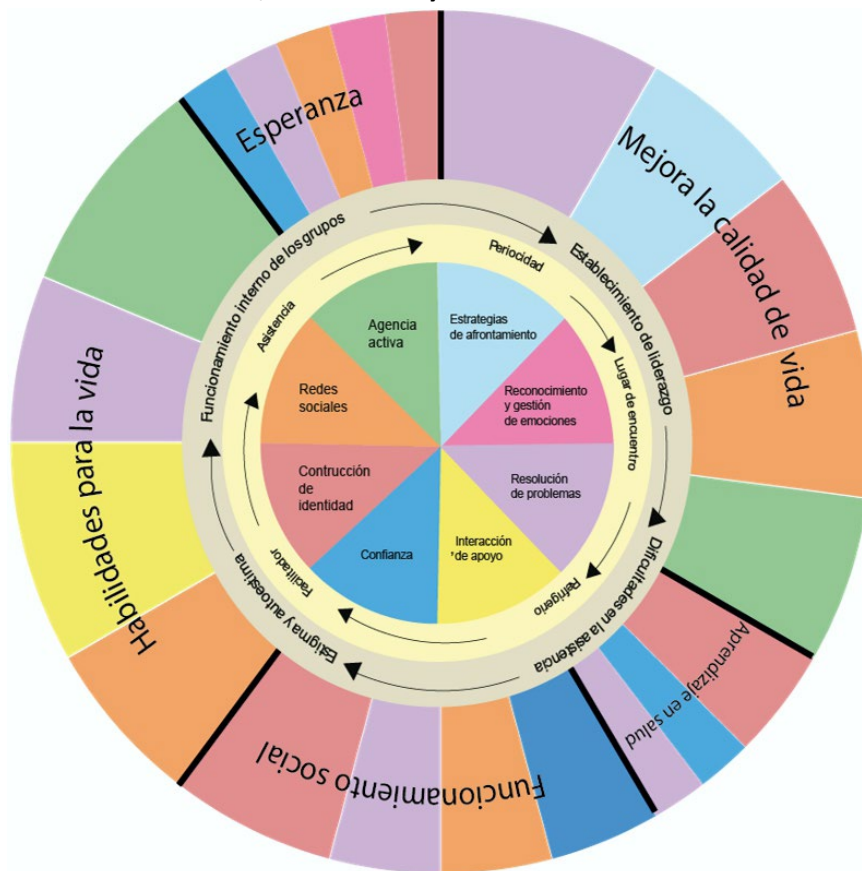 Esperanza
Mejora la calidad de vida
Aprendizaje en salud
Funcionamiento social
Habilidades para la vida
Funcionamiento interno de los grupos
Establecimiento de liderazgo
Dificultades en la asistencia
Estigma y autoestima
Periocidad
Lugar de encuentro
Refrigerio
Facilitador
Asistencia
Agencia
activa
Estrategias
de afrontamiento
Reconocimiento
y gestión
de emociones
Resolución
de problemas
Interacción
de apoyo
Confianza
Contrucción
de
identidad
Redes
sociales